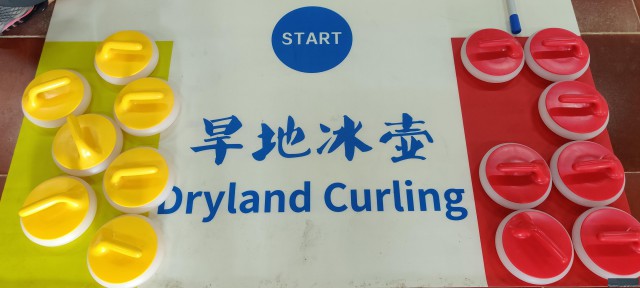 START
旱地冰壶
Dryland Curling